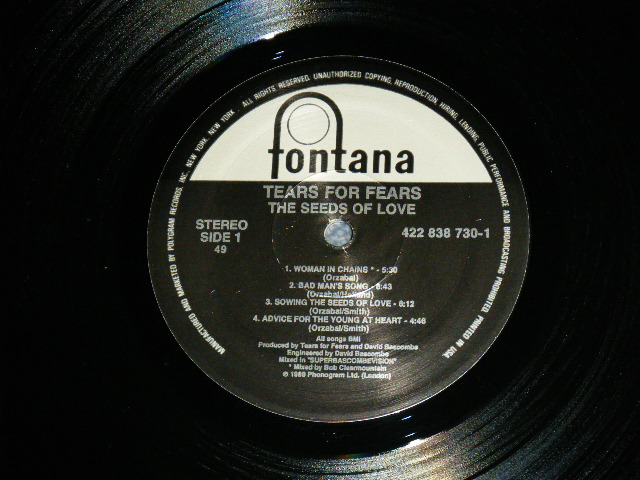 fontana
TEARS FOR FEARS
THE SEEDS OF LOVE
STEREO
SIDE 1
49
422 838 730-1
1. WOMAN IN CHAINS * - 5:30
(Orzabal)
2. BAD MAN'S SONG - 8:43
(Orzabal/Holland)
3. SOWING THE SEEDS OF LOVE - 6:12
(Orzabal/Smith)
4. ADVICE FOR THE YOUNG AT HEART - 4:46
(Orzabal/Smith)
All songs BMI
Produced by Tears for Fears and David Bascombe
Engineered by David Bascombe
Mixed in "SUPERBASCOMBEVISION"
* Mixed by Bob Clearmountain
℗ 1989 Phonogram Ltd. (London)
MANUFACTURED AND MARKETED BY POLYGRAM RECORDS, INC. NEW YORK, NEW YORK. ALL RIGHTS RESERVED. UNAUTHORIZED COPYING, REPRODUCTION, HIRING, LENDING, PUBLIC PERFORMANCE AND BROADCASTING PROHIBITED. PRINTED IN USA